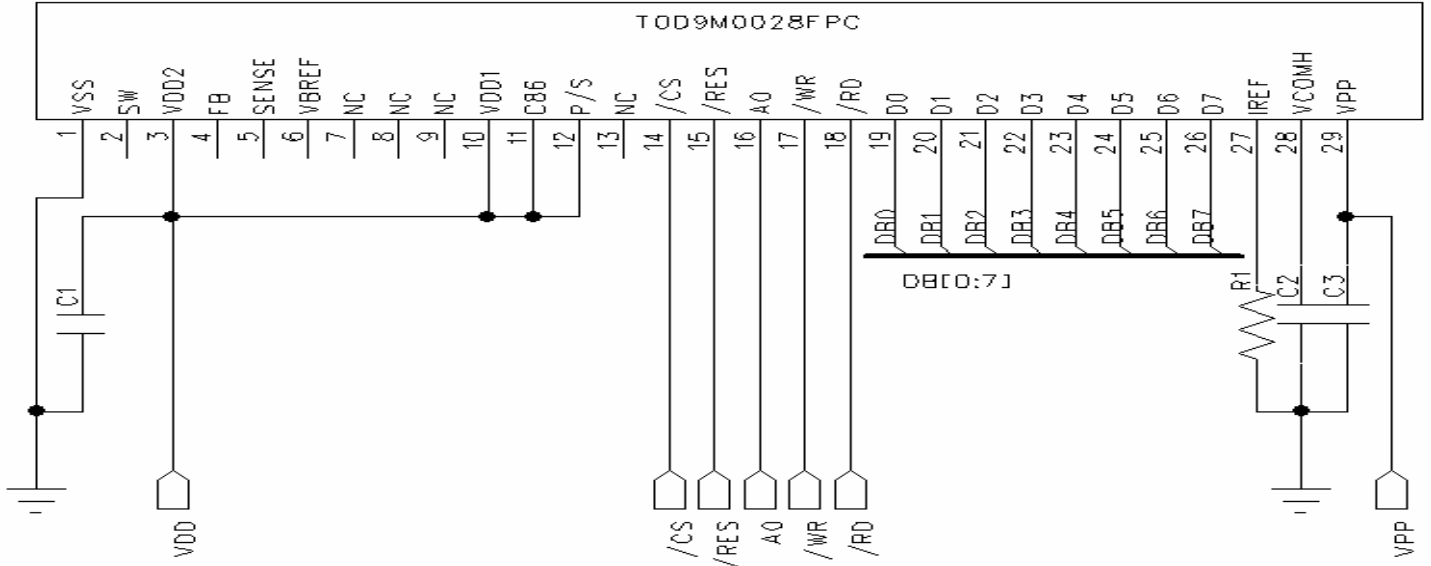 TOD9M0028FPC
VSS
SW
VDD2
FB
SENSE
VBREF
NC
NC
NC
VDD1
C86
P/S
NC
/CS
/RES
A0
/WR
/RD
D0
D1
D2
D3
D4
D5
D6
D7
IREF
VCOMH
VPP
1
2
3
4
5
6
7
8
9
10
11
12
13
14
15
16
17
18
19
20
21
22
23
24
25
26
27
28
29
DB0
DB1
DB2
DB3
DB4
DB5
DB6
DB7
DB[0:7]
C1
R1
C2
C3
VDD
/CS
/RES
A0
/WR
/RD
VPP